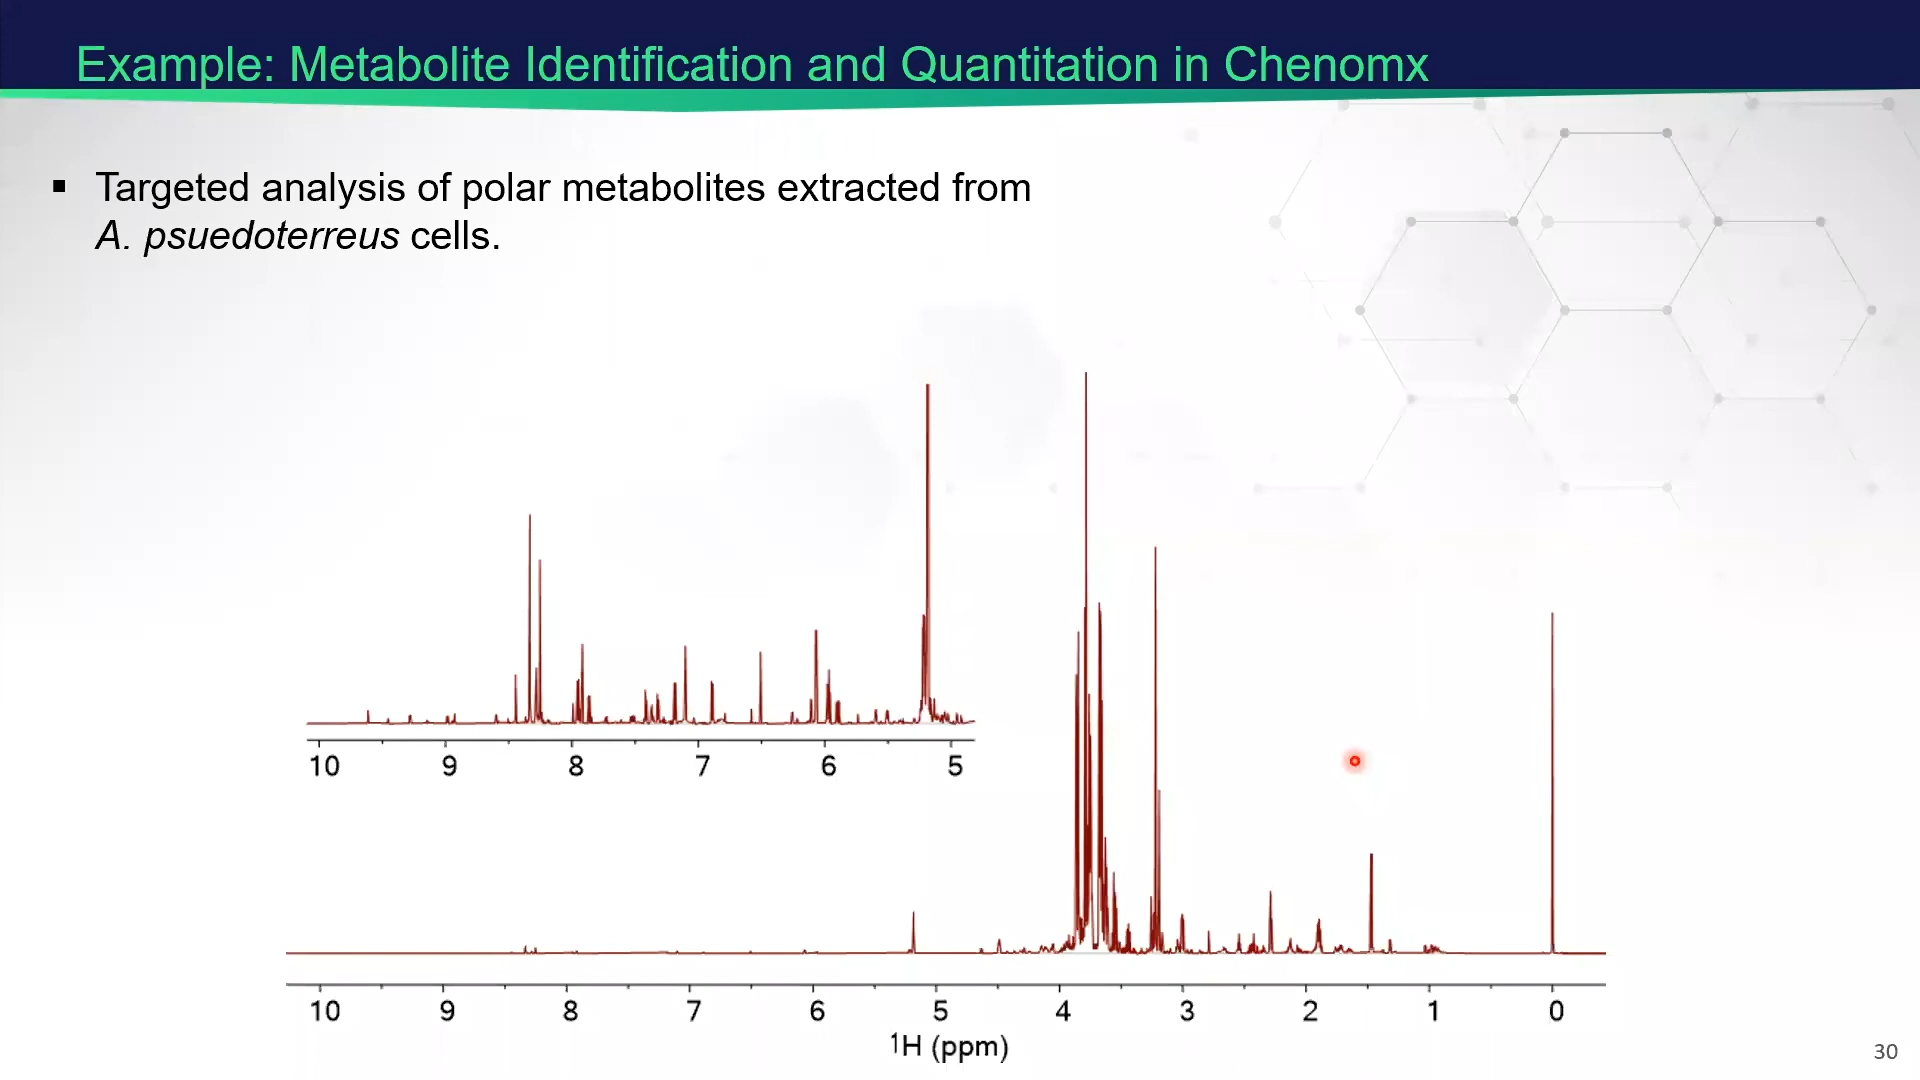 Example: Metabolite Identification and Quantitation in Chenomx
▪ Targeted analysis of polar metabolites extracted from
A. psuedoterreus cells.
10 9 8 7 6 5
10 9 8 7 6 5 4 3 2 1 0
¹H (ppm)
30